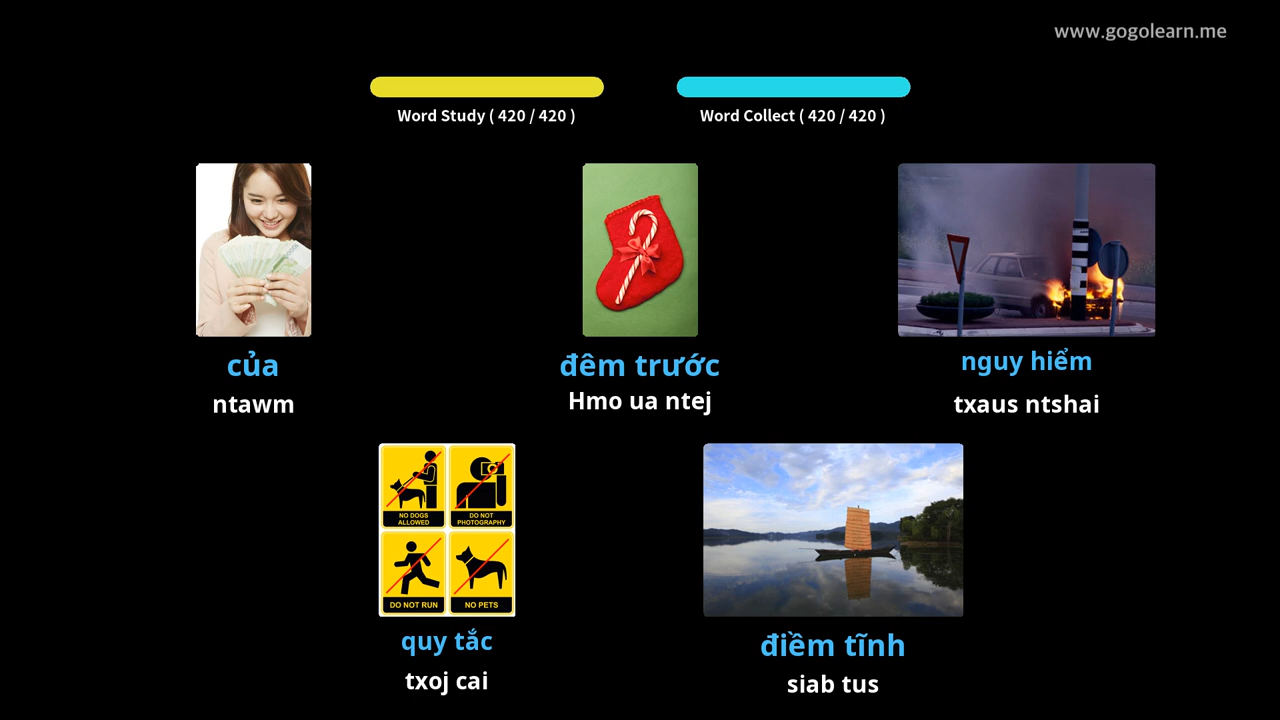 www.gogolearn.me
Word Study ( 420 / 420 )
Word Collect ( 420 / 420 )
của
ntawm
đêm trước
Hmo ua ntej
nguy hiểm
txaus ntshai
NO DOGS
ALLOWED
DO NOT
PHOTOGRAPHY
DO NOT RUN
NO PETS
quy tắc
txoj cai
điềm tĩnh
siab tus